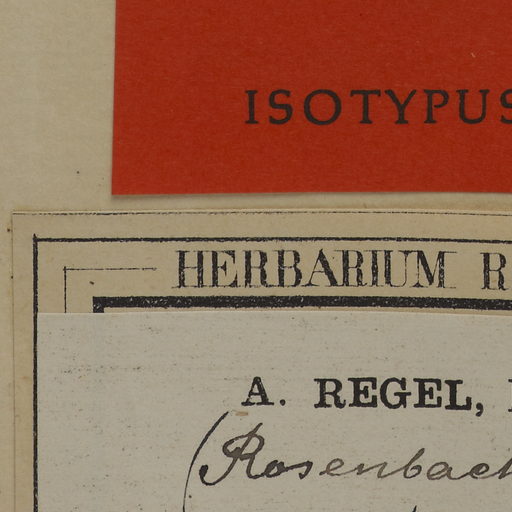 ISOTYPUS
HERBARIUM R
A. REGEL,
(Rosenbach